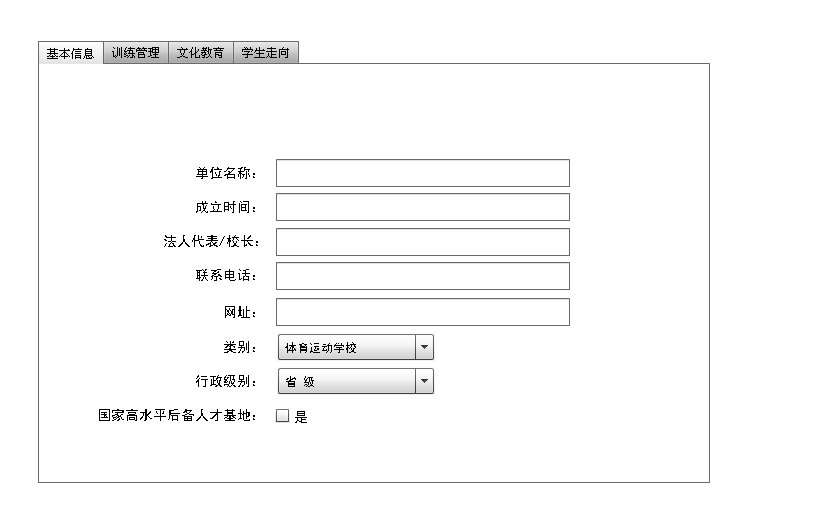 基本信息 训练管理 文化教育 学生走向
单位名称：
成立时间：
法人代表/校长：
联系电话：
网址：
类别： 体育运动学校
行政级别： 省 级
国家高水平后备人才基地： 是